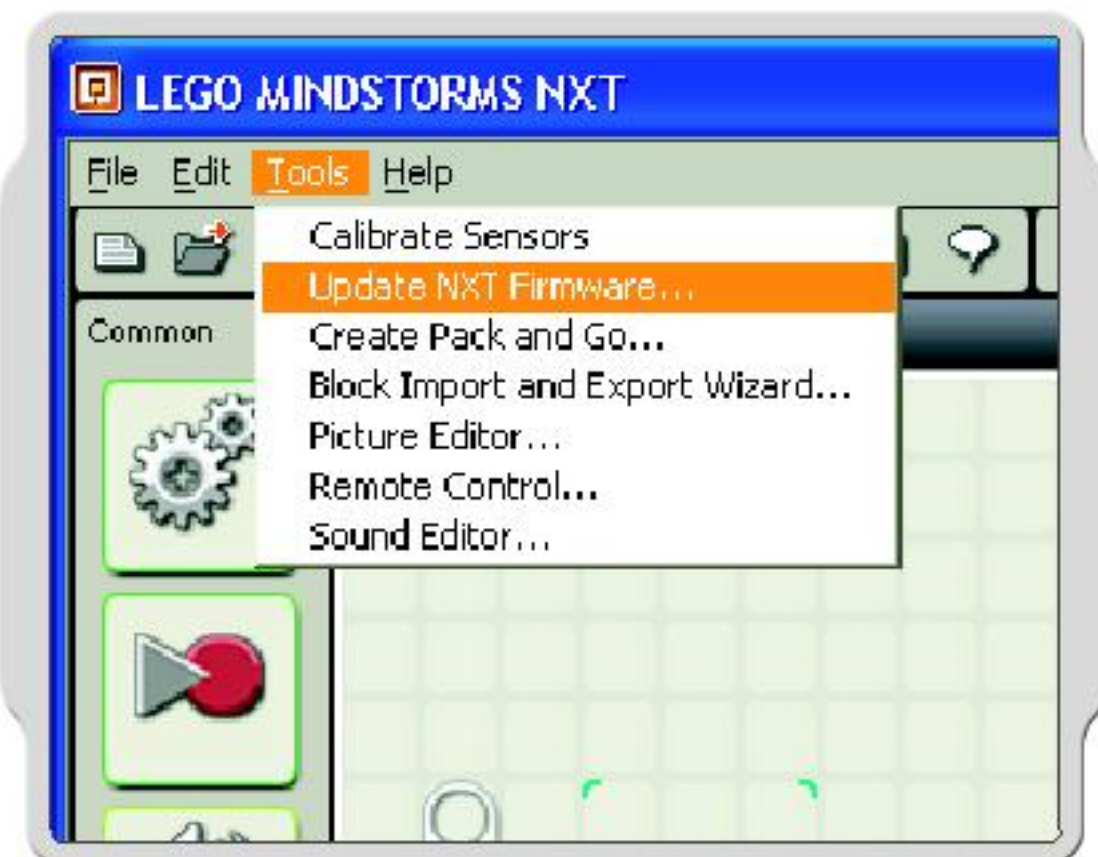 LEGO MINDSTORMS NXT
File Edit Tools Help
Calibrate Sensors
Update NXT Firmware...
Common
Create Pack and Go...
Block Import and Export Wizard...
Picture Editor...
Remote Control...
Sound Editor...